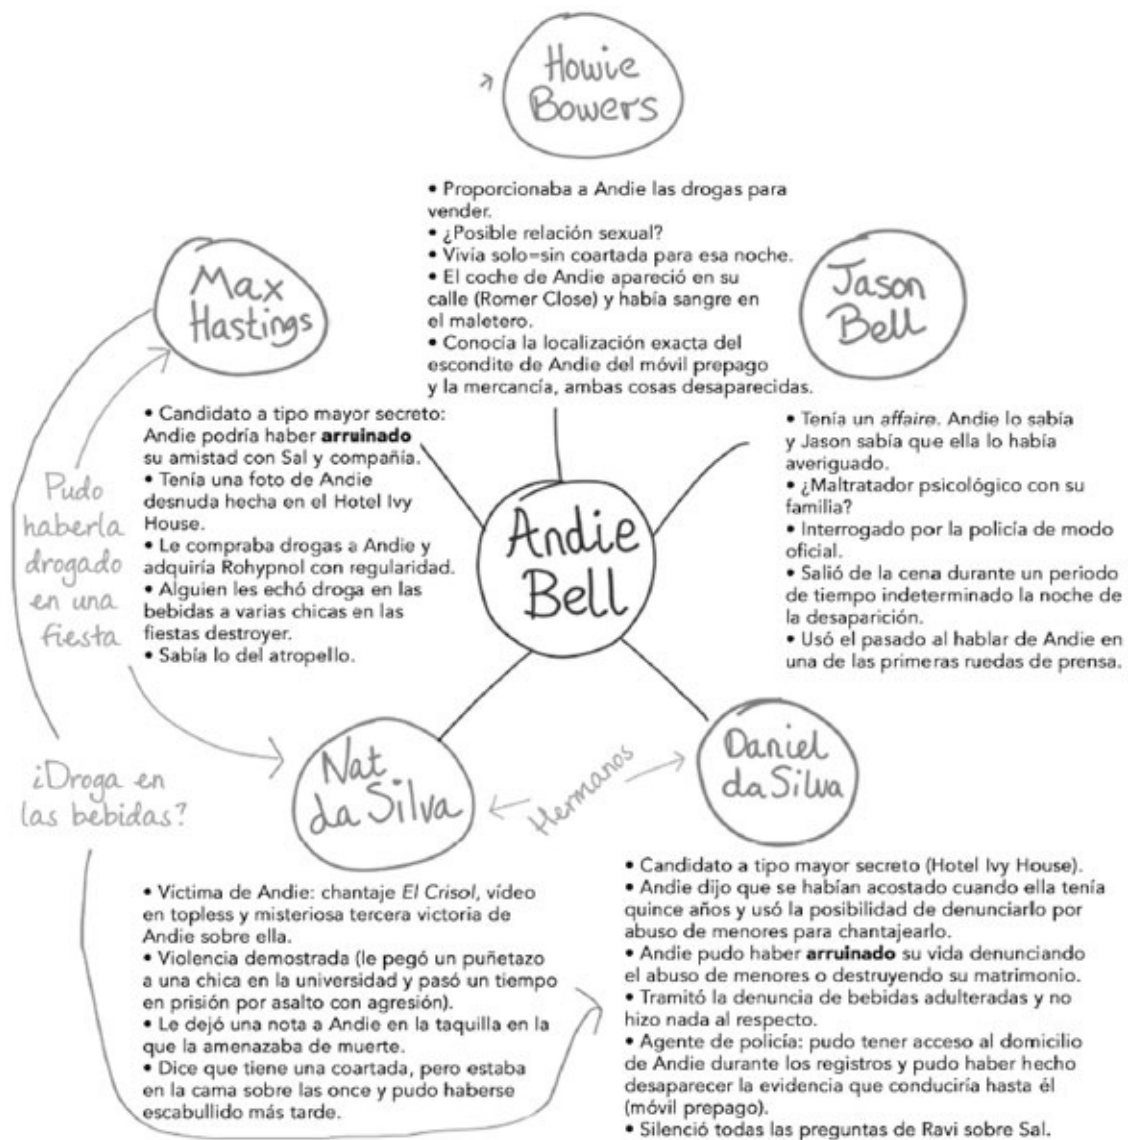 Howie
Bowers
• Proporcionaba a Andie las drogas para
vender.
• ¿Posible relación sexual?
• Vivía solo=sin coartada para esa noche.
• El coche de Andie apareció en su
calle (Romer Close) y había sangre en
el maletero.
• Conocía la localización exacta del
escondite de Andie del móvil prepago
y la mercancía, ambas cosas desaparecidas.
Max
Hastings
• Candidato a tipo mayor secreto:
Andie podría haber arruinado
su amistad con Sal y compañía.
• Tenía una foto de Andie
desnuda hecha en el Hotel Ivy
House.
• Le compraba drogas a Andie y
adquiría Rohypnol con regularidad.
• Alguien les echó droga en las
bebidas a varias chicas en las
fiestas destroyer.
• Sabía lo del atropello.
Jason
Bell
• Tenía un affaire. Andie lo sabía
y Jason sabía que ella lo había
averiguado.
• ¿Maltratador psicológico con su
familia?
• Interrogado por la policía de modo
oficial.
• Salió de la cena durante un periodo
de tiempo indeterminado la noche de
la desaparición.
• Usó el pasado al hablar de Andie en
una de las primeras ruedas de prensa.
Andie
Bell
Pudo
haberla
drogado
en una
fiesta
¿Droga en
las bebidas?
Nat
da Silva
Hermanos
Daniel
da Silva
• Víctima de Andie: chantaje El Crisol, vídeo
en topless y misteriosa tercera victoria de
Andie sobre ella.
• Violencia demostrada (le pegó un puñetazo
a una chica en la universidad y pasó un tiempo
en prisión por asalto con agresión).
• Le dejó una nota a Andie en la taquilla en la
que la amenazaba de muerte.
• Dice que tiene una coartada, pero estaba
en la cama sobre las once y pudo haberse
escabullido más tarde.
• Candidato a tipo mayor secreto (Hotel Ivy House).
• Andie dijo que se habían acostado cuando ella tenía
quince años y usó la posibilidad de denunciarlo por
abuso de menores para chantajearlo.
• Andie pudo haber arruinado su vida denunciando
el abuso de menores o destruyendo su matrimonio.
• Tramitó la denuncia de bebidas adulteradas y no
hizo nada al respecto.
• Agente de policía: pudo tener acceso al domicilio
de Andie durante los registros y pudo haber hecho
desaparecer la evidencia que conduciría hasta él
(móvil prepago).
• Silenció todas las preguntas de Ravi sobre Sal.